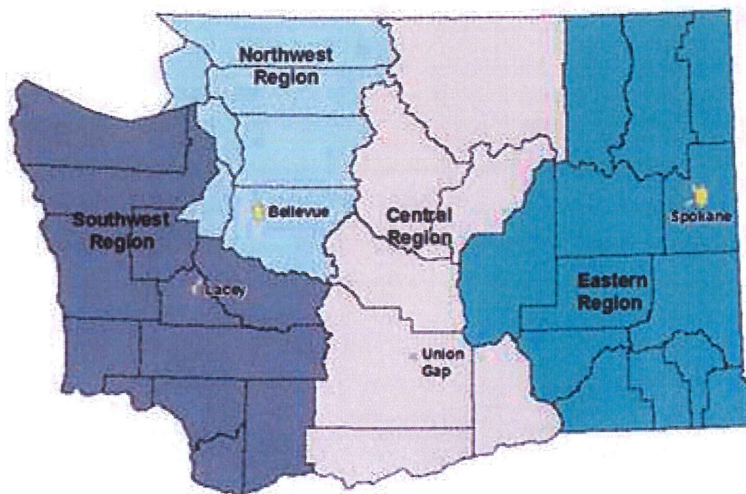 Northwest
Region
Bellevue
Southwest
Region
Central
Region
Spokane
Lacey
Eastern
Region
Union
Gap